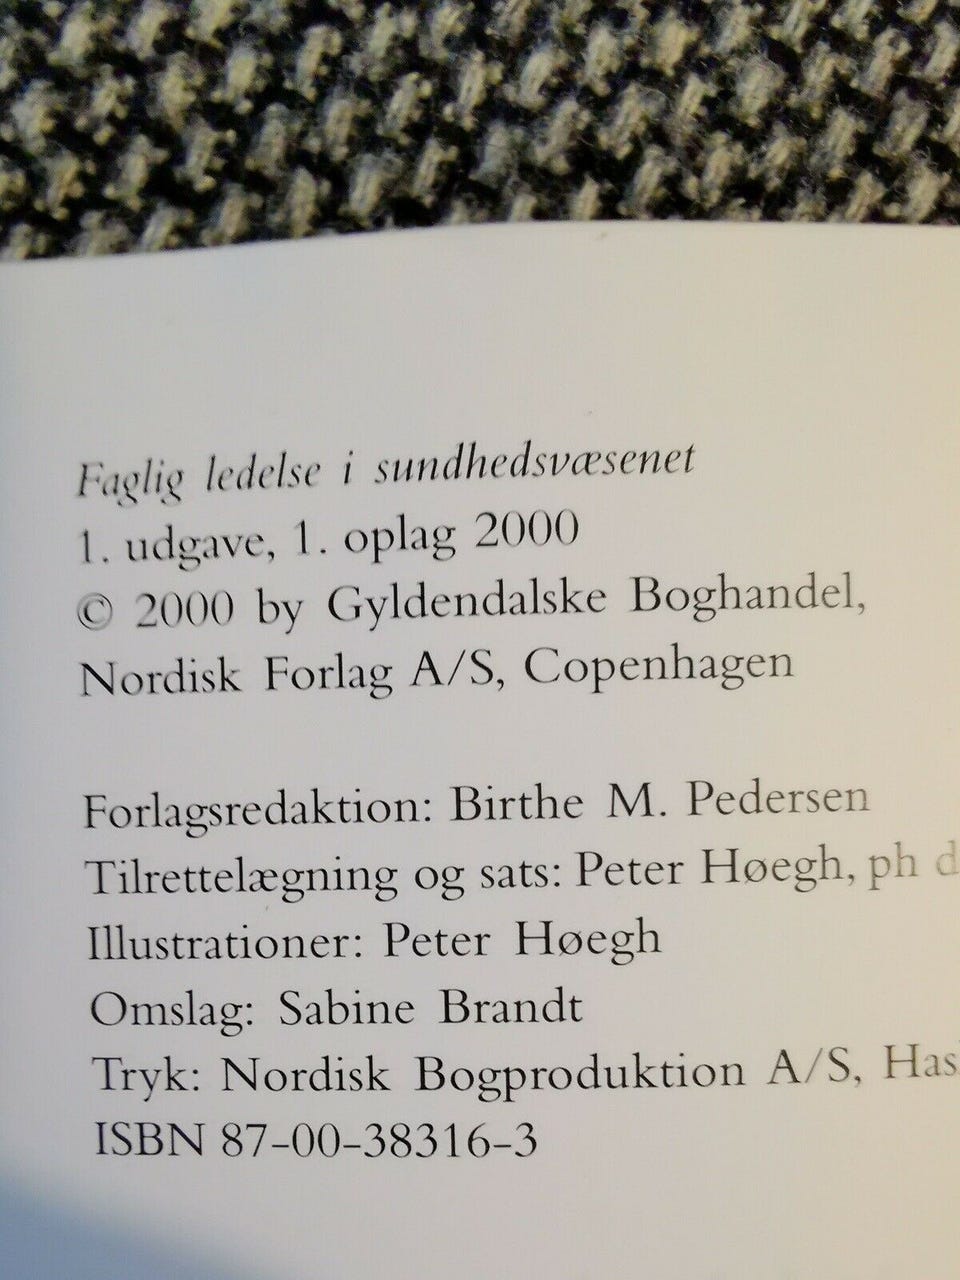 Faglig ledelse i sundhedsvæsenet
1. udgave, 1. oplag 2000
© 2000 by Gyldendalske Boghandel,
Nordisk Forlag A/S, Copenhagen
Forlagsredaktion: Birthe M. Pedersen
Tilrettelægning og sats: Peter Høegh, ph d
Illustrationer: Peter Høegh
Omslag: Sabine Brandt
Tryk: Nordisk Bogproduktion A/S,
ISBN 87-00-38316-3